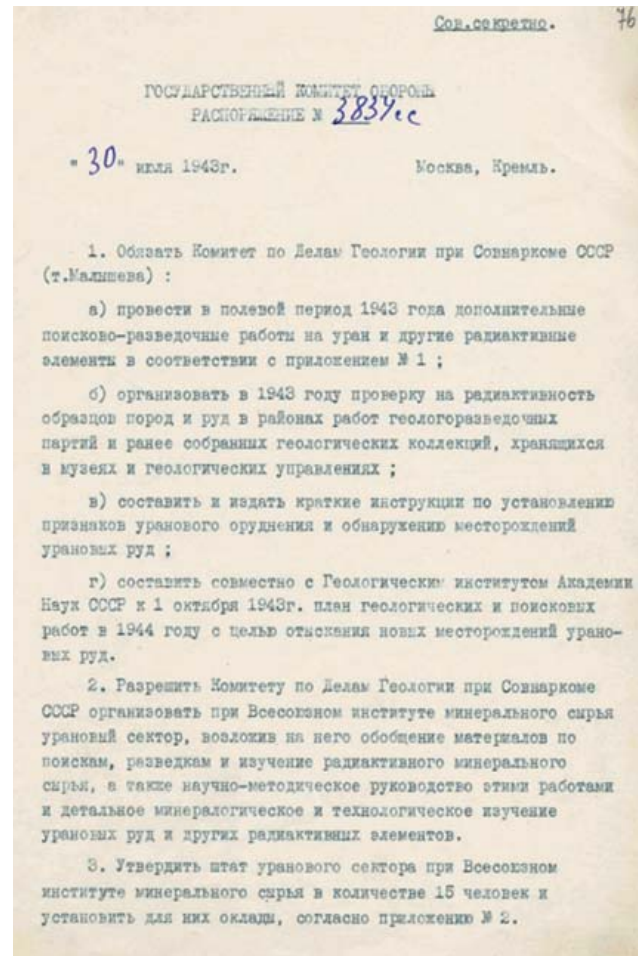 Сов.секретно.
76
ГОСУДАРСТВЕННЫЙ КОМИТЕТ ОБОРОНЫ
РАСПОРЯЖЕНИЕ № 3834сс
"30" июля 1943г. Москва, Кремль.
1. Обязать Комитет по Делам Геологии при Совнаркоме СССР
(т.Малышева) :
а) провести в полевой период 1943 года дополнительные
поисково-разведочные работы на уран и другие радиактивные
элементы в соответствии с приложением № 1 ;
б) организовать в 1943 году проверку на радиактивность
образцов пород и руд в районах работ геологоразведочных
партий и ранее собранных геологических коллекций, хранящихся
в музеях и геологических управлениях ;
в) составить и издать краткие инструкции по установлению
признаков уранового оруднения и обнаружению месторождений
урановых руд ;
г) составить совместно с Геологическим институтом Академии
Наук СССР к 1 октября 1943г. план геологических и поисковых
работ в 1944 году с целью отыскания новых месторождений урано-
вых руд.
2. Разрешить Комитету по Делам Геологии при Совнаркоме
СССР организовать при Всесоюзном институте минерального сырья
урановый сектор, возложив на него обобщение материалов по
поискам, разведкам и изучение радиактивного минерального
сырья, а также научно-методическое руководство этими работами
и детальное минералогическое и технологическое изучение
урановых руд и других радиактивных элементов.
3. Утвердить штат уранового сектора при Всесоюзном
институте минерального сырья в количестве 15 человек и
установить для них оклады, согласно приложению № 2.